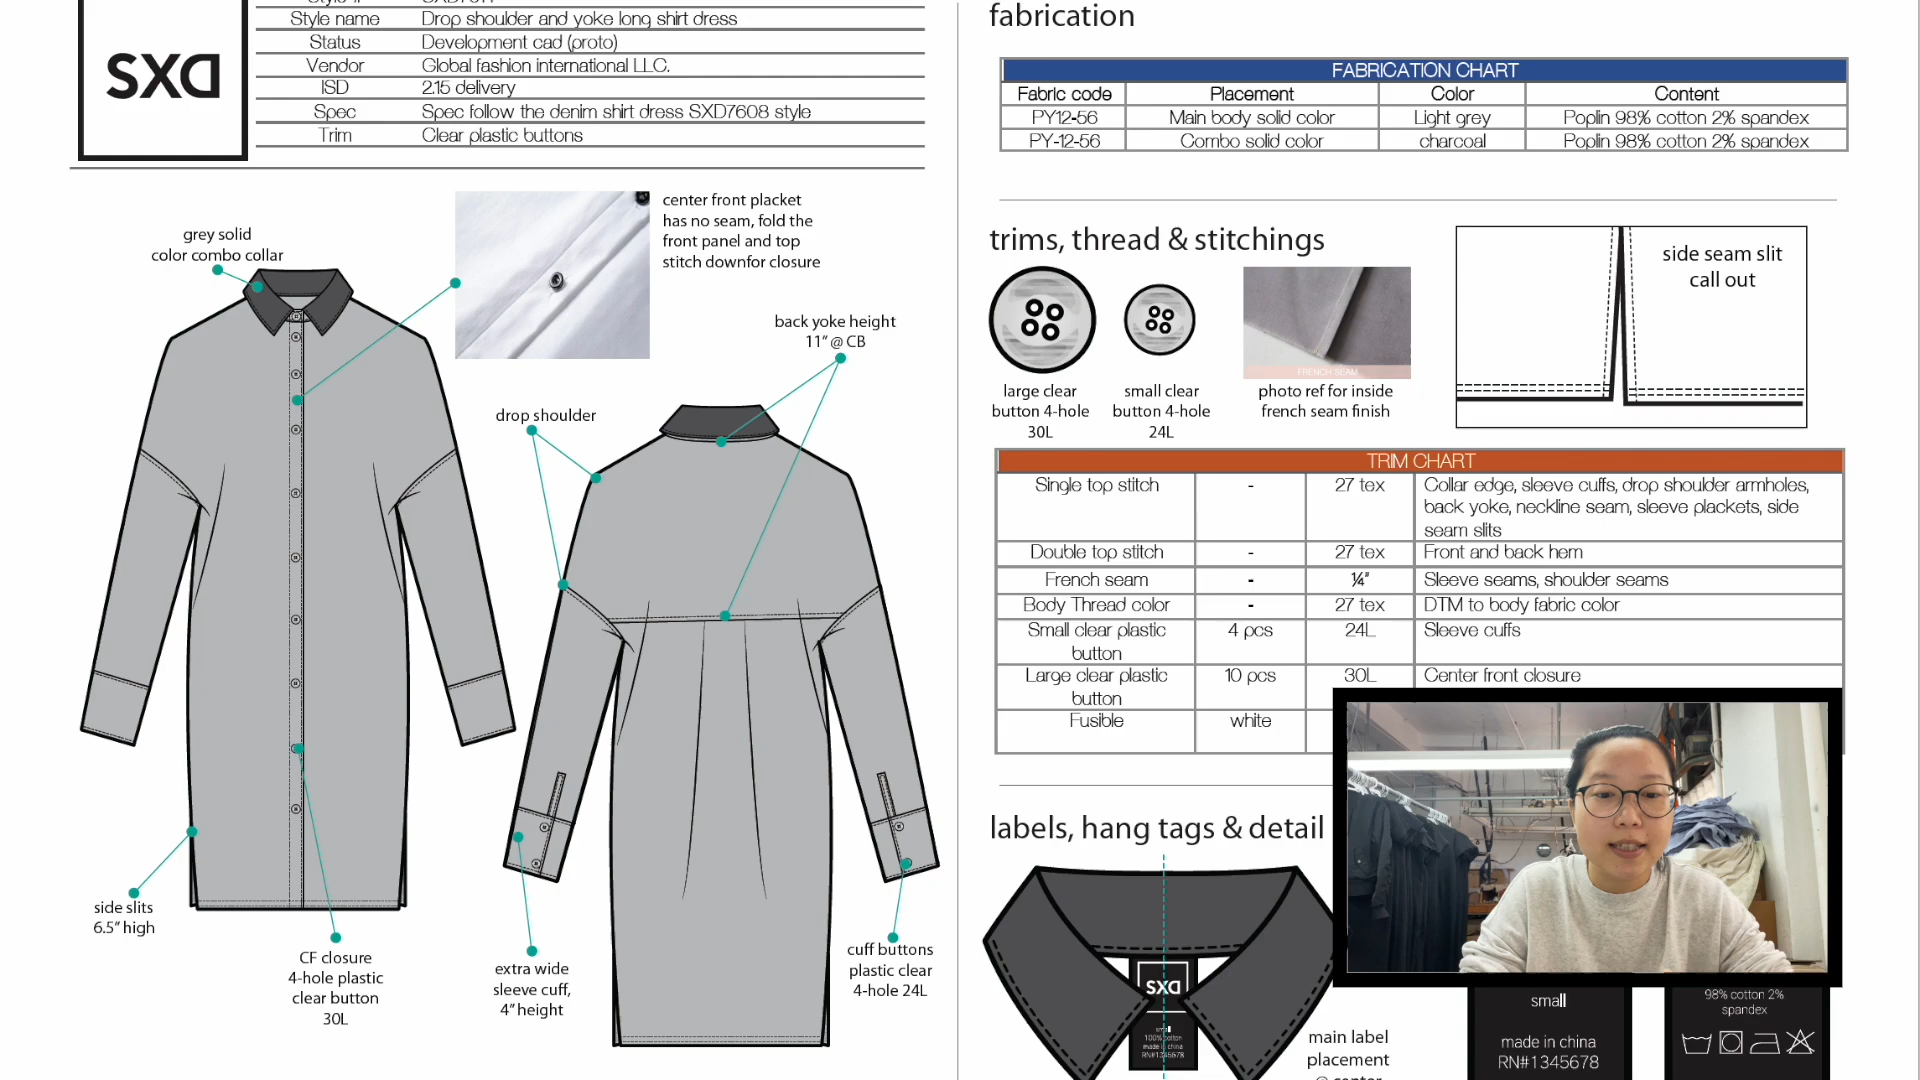 SXD
Style name Drop shoulder and yoke long shirt dress
Status Development cad (proto)
Vendor Global fashion international LLC.
ISD 2.15 delivery
Spec Spec follow the denim shirt dress SXD7608 style
Trim Clear plastic buttons
grey solid
color combo collar
center front placket
has no seam, fold the
front panel and top
stitch downfor closure
back yoke height
11" @ CB
drop shoulder
side slits
6.5" high
CF closure
4-hole plastic
clear button
30L
extra wide
sleeve cuff,
4" height
cuff buttons
plastic clear
4-hole 24L
fabrication
FABRICATION CHART
Fabric code Placement Color Content
PY12-56 Main body solid color Light grey Poplin 98% cotton 2% spandex
PY-12-56 Combo solid color charcoal Poplin 98% cotton 2% spandex
trims, thread & stitchings
large clear
button 4-hole
30L
small clear
button 4-hole
24L
FRENCH SEAM
photo ref for inside
french seam finish
side seam slit
call out
TRIM CHART
Single top stitch - 27 tex Collar edge, sleeve cuffs, drop shoulder armholes,
back yoke, neckline seam, sleeve plackets, side
seam slits
Double top stitch - 27 tex Front and back hem
French seam - ¼" Sleeve seams, shoulder seams
Body Thread color - 27 tex DTM to body fabric color
Small clear plastic
button 4 pcs 24L Sleeve cuffs
Large clear plastic
button 10 pcs 30L Center front closure
Fusible white
labels, hang tags & detail
SXD
small
100% cotton
made in china
RN#1345678
main label
placement
small
made in china
RN#1345678
98% cotton 2%
spandex